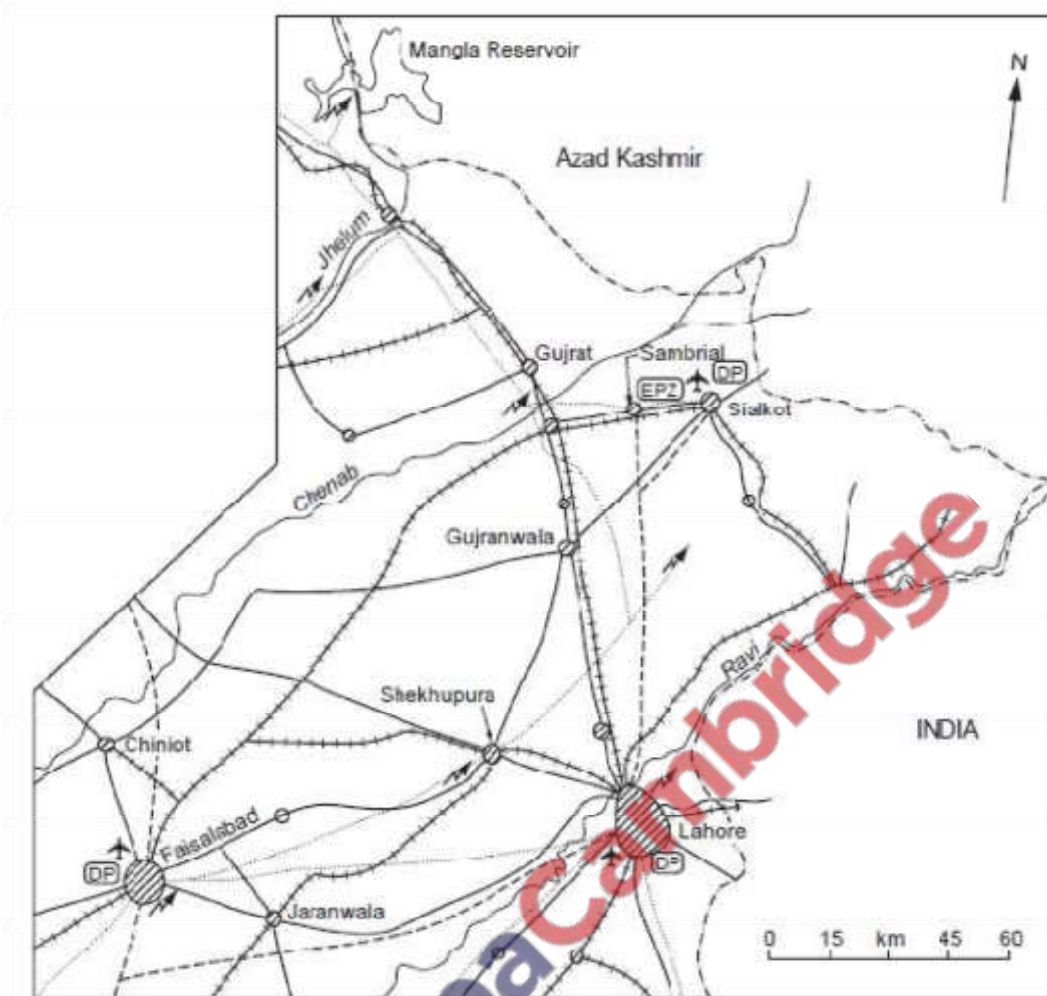 Mangla Reservoir
N
Azad Kashmir
Jhelum
Gujrat
Sambrial
EPZ
DP
Sialkot
Chenab
Gujranwala
Ravi
Shekhupura
INDIA
Chiniot
Faisalabad
Lahore
DP
DP
Jaranwala
0 15 km 45 60
Cambridge